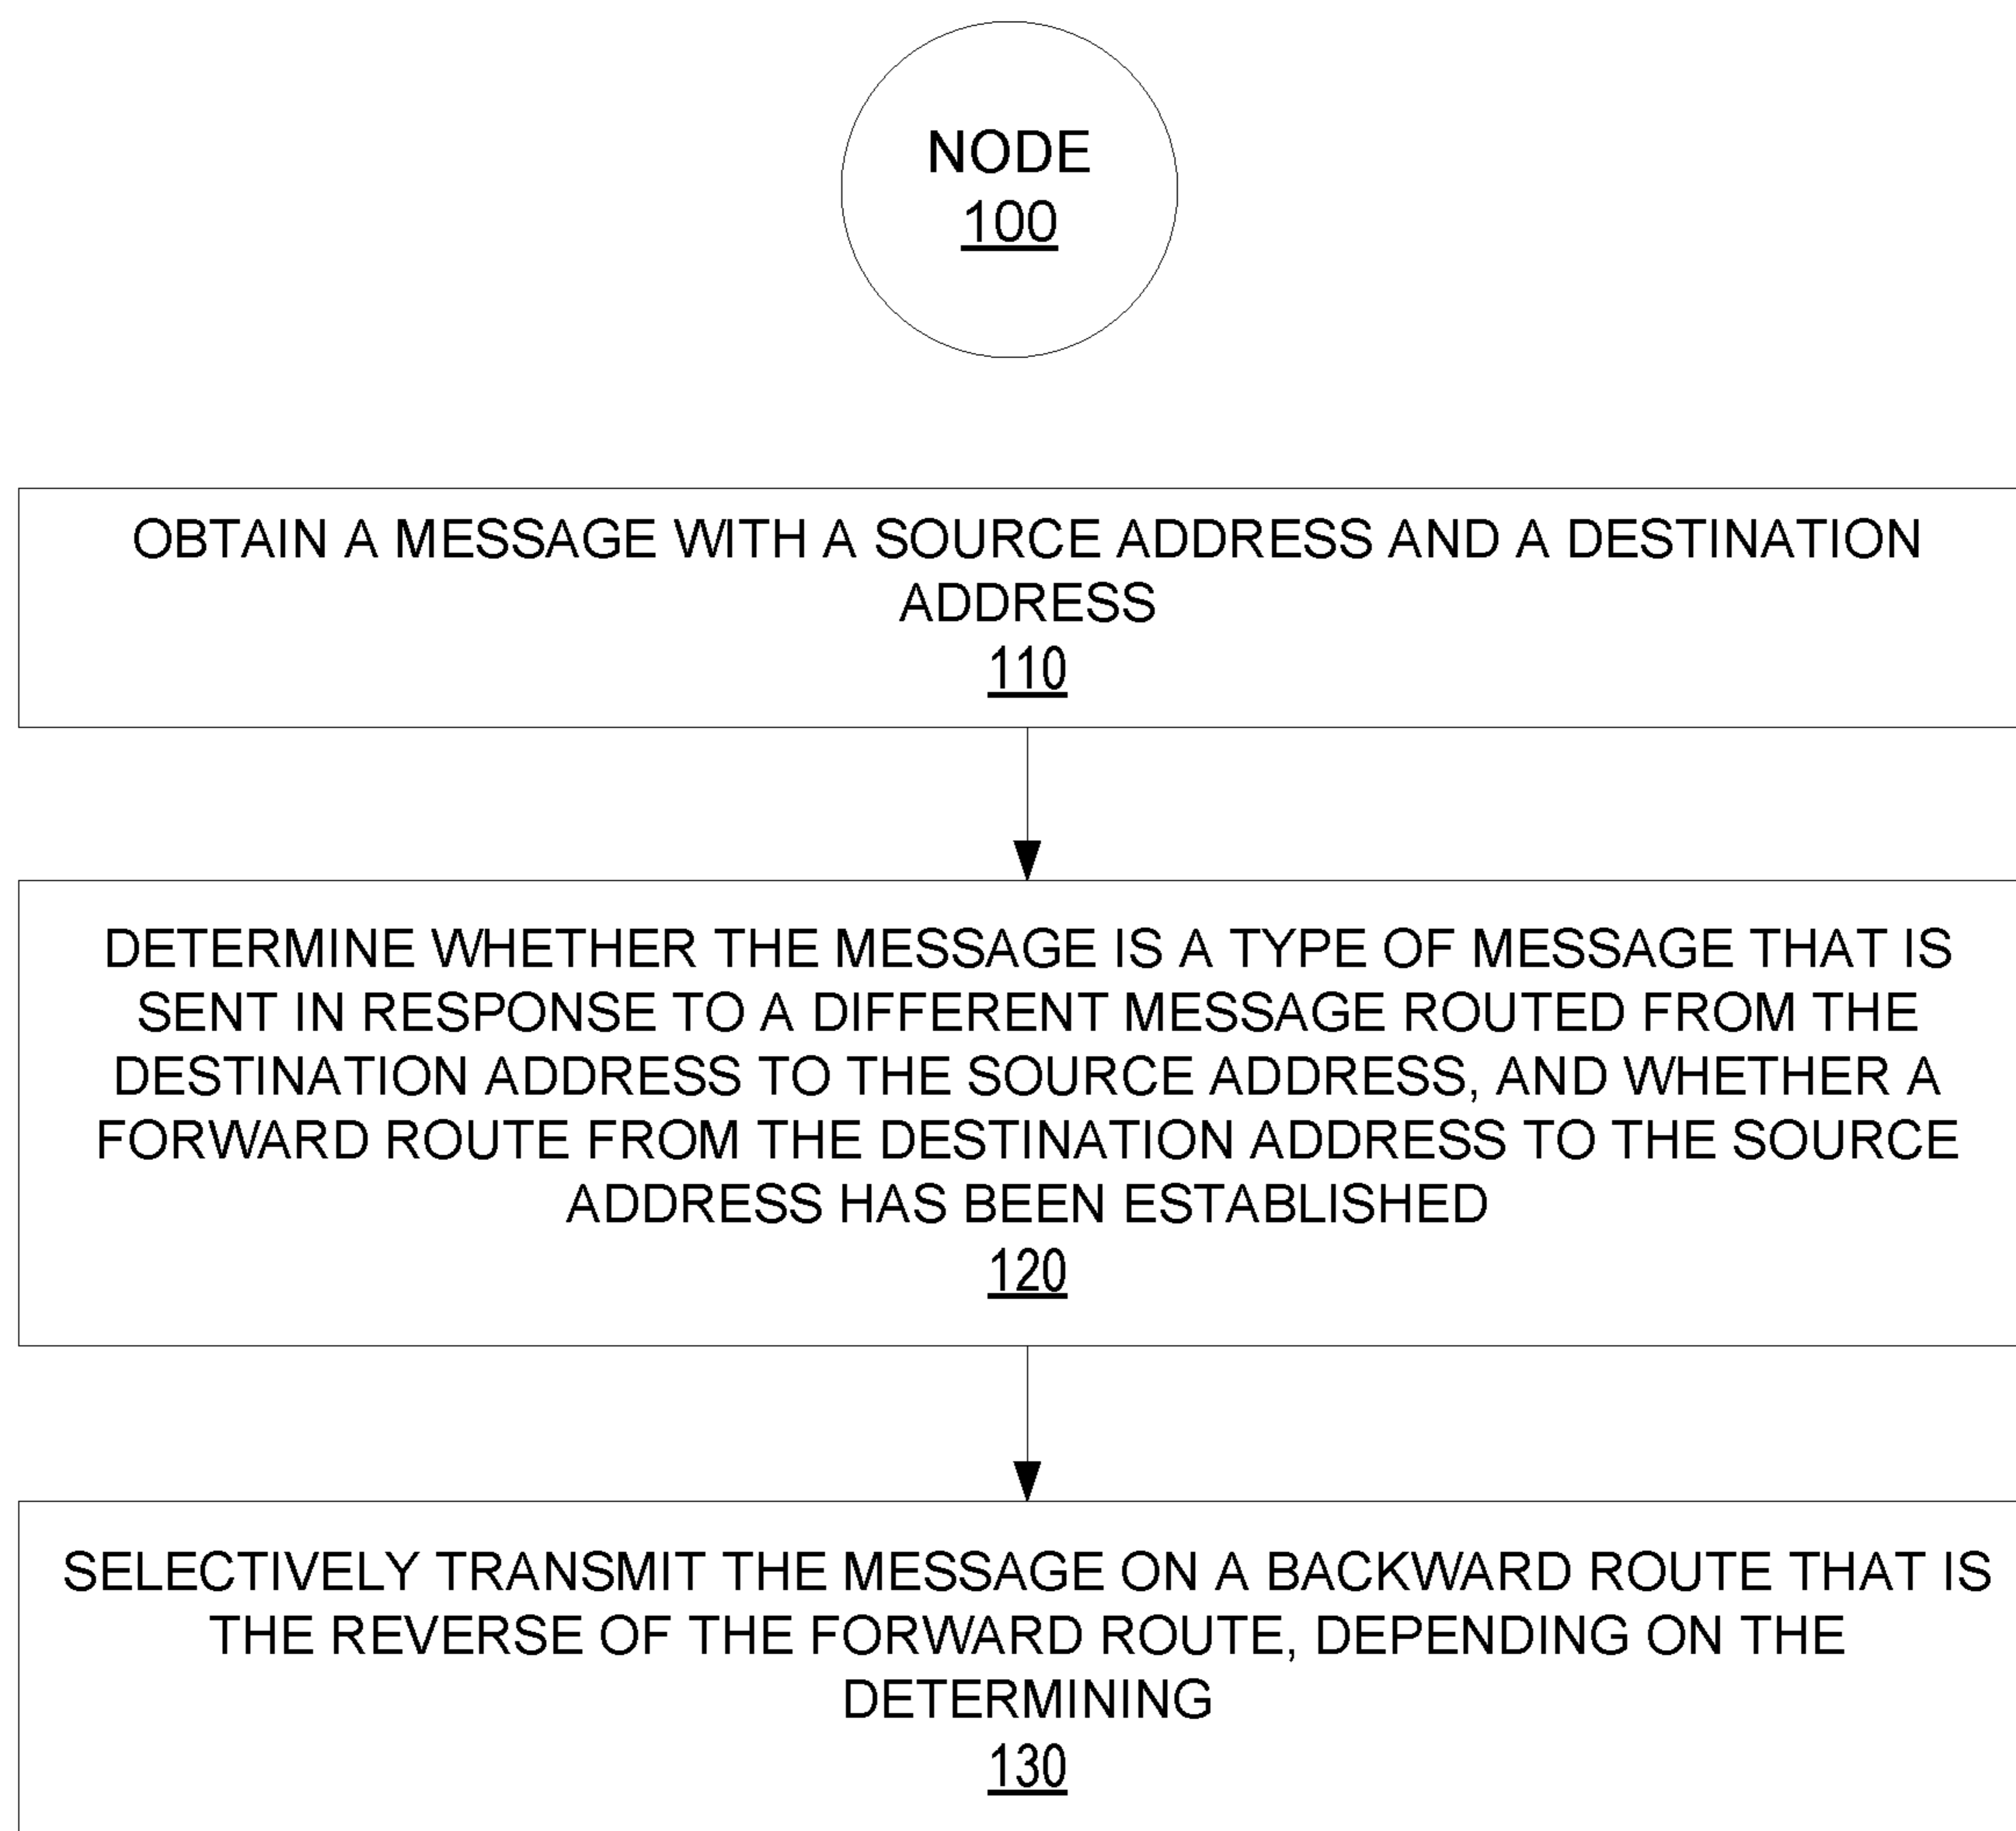 NODE
100
OBTAIN A MESSAGE WITH A SOURCE ADDRESS AND A DESTINATION
ADDRESS
110
DETERMINE WHETHER THE MESSAGE IS A TYPE OF MESSAGE THAT IS
SENT IN RESPONSE TO A DIFFERENT MESSAGE ROUTED FROM THE
DESTINATION ADDRESS TO THE SOURCE ADDRESS, AND WHETHER A
FORWARD ROUTE FROM THE DESTINATION ADDRESS TO THE SOURCE
ADDRESS HAS BEEN ESTABLISHED
120
SELECTIVELY TRANSMIT THE MESSAGE ON A BACKWARD ROUTE THAT IS
THE REVERSE OF THE FORWARD ROUTE, DEPENDING ON THE
DETERMINING
130